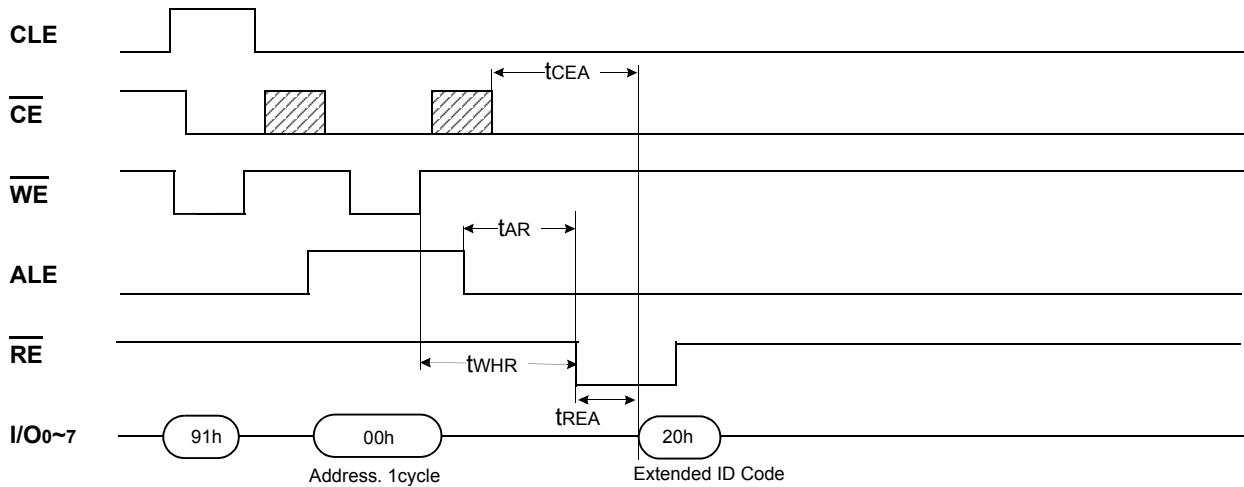 CLE
tCEA
CE
WE
tAR
ALE
RE
tWHR
tREA
I/O0~7
91h
00h
20h
Address. 1cycle
Extended ID Code